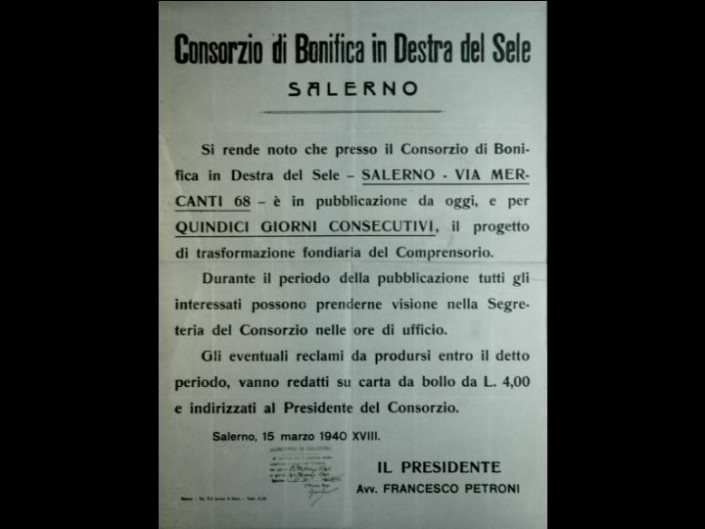 Consorzio di Bonifica in Destra del Sele
SALERNO
Si rende noto che presso il Consorzio di Boni-
fica in Destra del Sele - SALERNO - VIA MER-
CANTI 68 - è in pubblicazione da oggi, e per
QUINDICI GIORNI CONSECUTIVI, il progetto
di trasformazione fondiaria del Comprensorio.
Durante il periodo della pubblicazione tutti gli
interessati possono prenderne visione nella Segre-
teria del Consorzio nelle ore di ufficio.
Gli eventuali reclami da prodursi entro il detto
periodo, vanno redatti su carta da bollo da L. 4,00
e indirizzati al Presidente del Consorzio.
Salerno, 15 marzo 1940 XVIII.
IL PRESIDENTE
Avv. FRANCESCO PETRONI